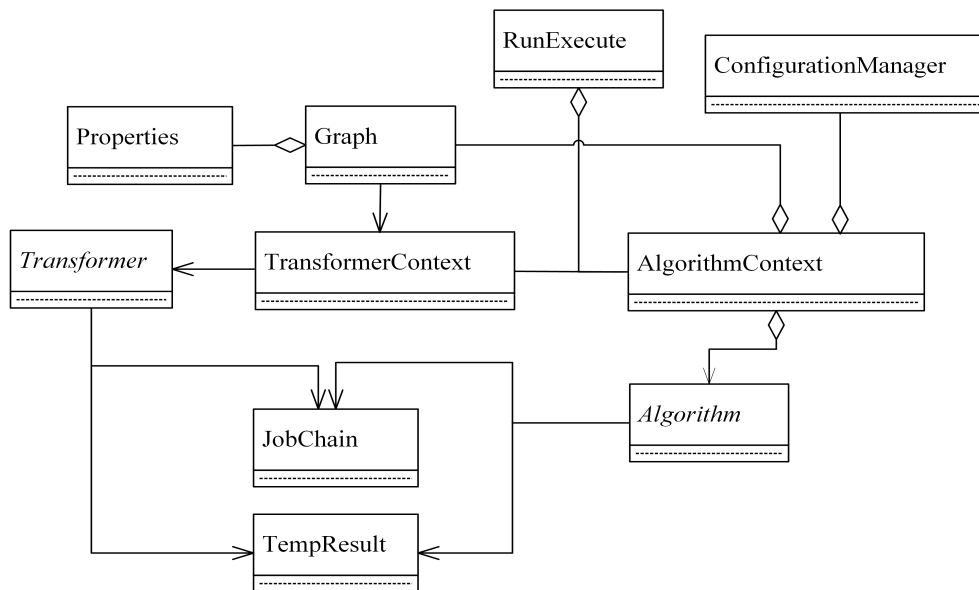 RunExecute
ConfigurationManager
Properties
Graph
Transformer
TransformerContext
AlgorithmContext
Algorithm
JobChain
TempResult